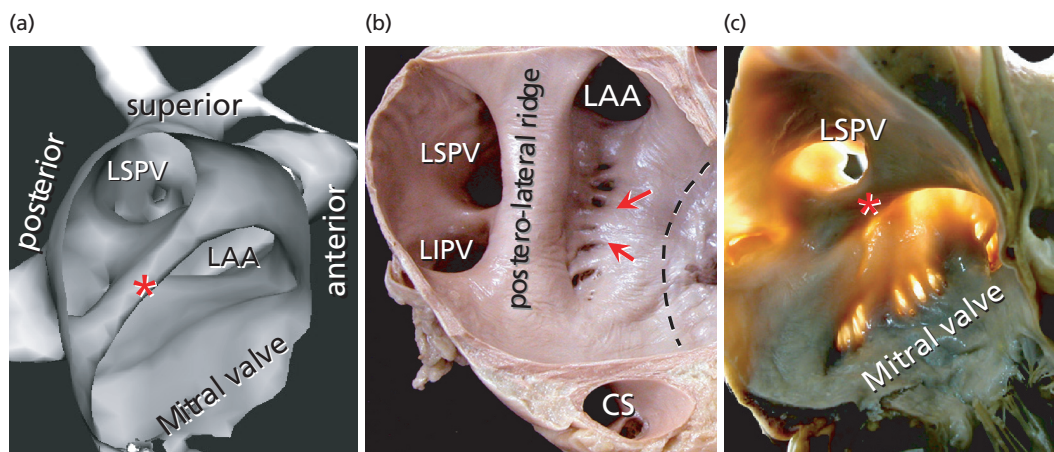 (a)
superior
posterior
LSPV
LAA
anterior
*
Mitral valve
(b)
LAA
LSPV
postero-lateral ridge
LIPV
CS
(c)
LSPV
*
Mitral valve